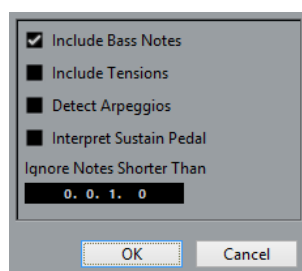 Include Bass Notes
Include Tensions
Detect Arpeggios
Interpret Sustain Pedal
Ignore Notes Shorter Than
0. 0. 1. 0
OK Cancel